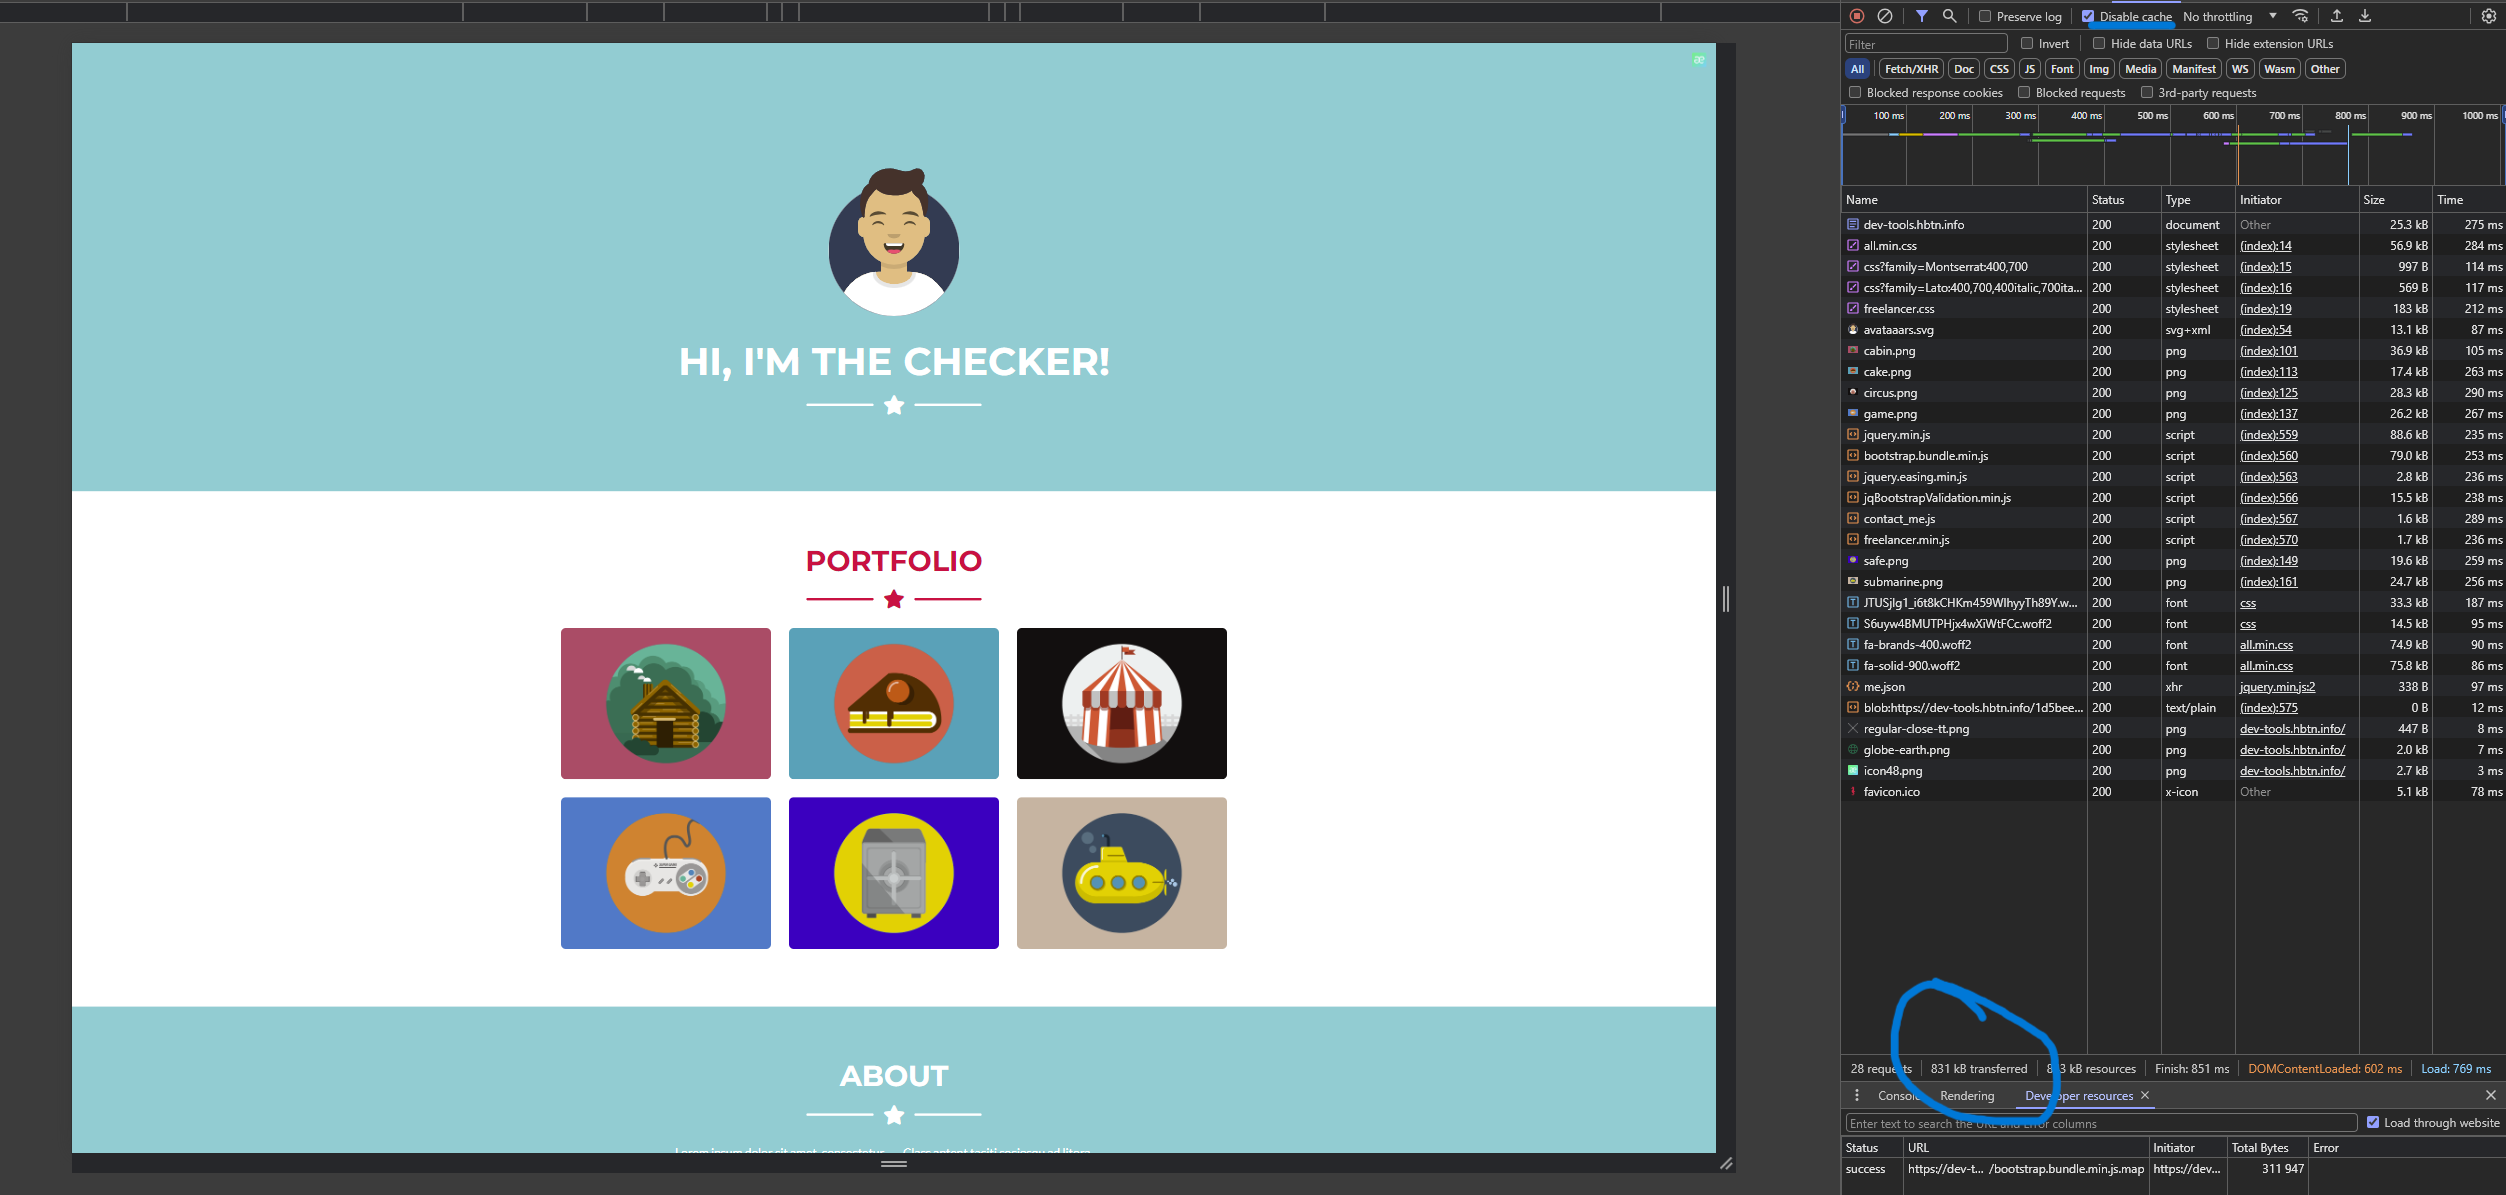 Preserve log Disable cache No throttling
Filter Invert Hide data URLs Hide extension URLs
All Fetch/XHR Doc CSS JS Font Img Media Manifest WS Wasm Other
Blocked response cookies Blocked requests 3rd-party requests
100 ms 200 ms 300 ms 400 ms 500 ms 600 ms 700 ms 800 ms 900 ms 1000 ms
Name Status Type Initiator Size Time
dev-tools.hbtn.info 200 document Other 25.3 kB 275 ms
all.min.css 200 stylesheet (index):14 56.9 kB 284 ms
css?family=Montserrat:400,700 200 stylesheet (index):15 997 B 114 ms
css?family=Lato:400,700,400italic,700ita... 200 stylesheet (index):16 569 B 117 ms
freelancer.css 200 stylesheet (index):19 183 kB 212 ms
avataaars.svg 200 svg+xml (index):54 13.1 kB 87 ms
cabin.png 200 png (index):101 36.9 kB 105 ms
cake.png 200 png (index):113 17.4 kB 263 ms
circus.png 200 png (index):125 28.3 kB 290 ms
game.png 200 png (index):137 26.2 kB 267 ms
jquery.min.js 200 script (index):559 88.6 kB 235 ms
bootstrap.bundle.min.js 200 script (index):560 79.0 kB 253 ms
jquery.easing.min.js 200 script (index):563 2.8 kB 236 ms
jqBootstrapValidation.min.js 200 script (index):566 15.5 kB 238 ms
contact_me.js 200 script (index):567 1.6 kB 289 ms
freelancer.min.js 200 script (index):570 1.7 kB 236 ms
safe.png 200 png (index):149 19.6 kB 259 ms
submarine.png 200 png (index):161 24.7 kB 256 ms
JTUSjIg1_i6t8kCHKm459WlhyyTh89Y.w... 200 font css 33.3 kB 187 ms
S6uyw4BMUTPHjx4wXiWtFCc.woff2 200 font css 14.5 kB 95 ms
fa-brands-400.woff2 200 font all.min.css 74.9 kB 90 ms
fa-solid-900.woff2 200 font all.min.css 75.8 kB 86 ms
me.json 200 xhr jquery.min.js:2 338 B 97 ms
blob:https://dev-tools.hbtn.info/1d5bee... 200 text/plain (index):575 0 B 12 ms
regular-close-tt.png 200 png dev-tools.hbtn.info/ 447 B 8 ms
globe-earth.png 200 png dev-tools.hbtn.info/ 2.0 kB 7 ms
icon48.png 200 png dev-tools.hbtn.info/ 2.7 kB 3 ms
favicon.ico 200 x-icon Other 5.1 kB 78 ms
28 requests 831 kB transferred kB resources Finish: 851 ms DOMContentLoaded: 602 ms Load: 769 ms
Console Rendering Developer resources
Enter text to search the URL and Error columns Load through website
Status URL Initiator Total Bytes Error
success https://dev-t... /bootstrap.bundle.min.js.map https://dev... 311 947
æ
HI, I'M THE CHECKER!
PORTFOLIO
ABOUT
Lorem ipsum dolor sit amet, consectetur Class aptent taciti sociosqu ad litora